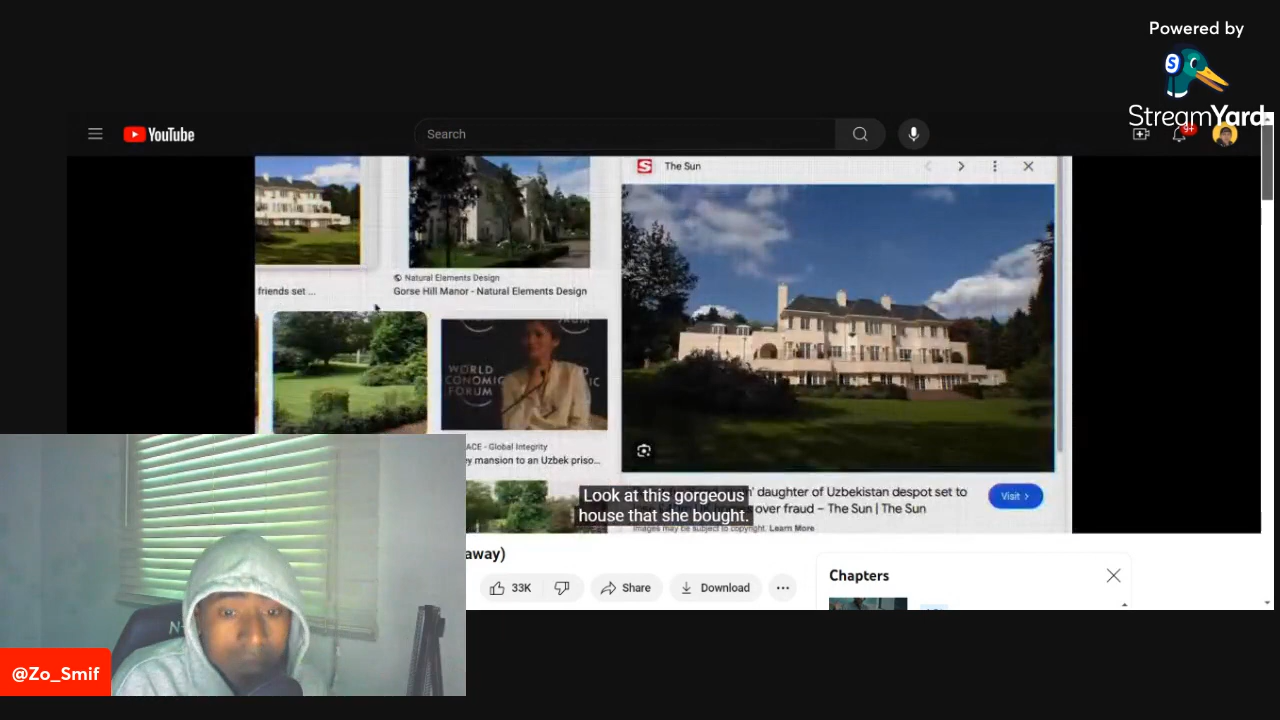 Powered by
StreamYard
YouTube
Search
9+
The Sun
Natural Elements Design
friends set ...
Gorse Hill Manor - Natural Elements Design
WORLD
ECONOMIC
FORUM
ACE - Global Integrity
ey mansion to an Uzbek priso...
' daughter of Uzbekistan despot set to
over fraud – The Sun | The Sun
Visit
Images may be subject to copyright. Learn More
Look at this gorgeous
house that she bought.
away)
33K
Share
Download
Chapters
@Zo_Smif